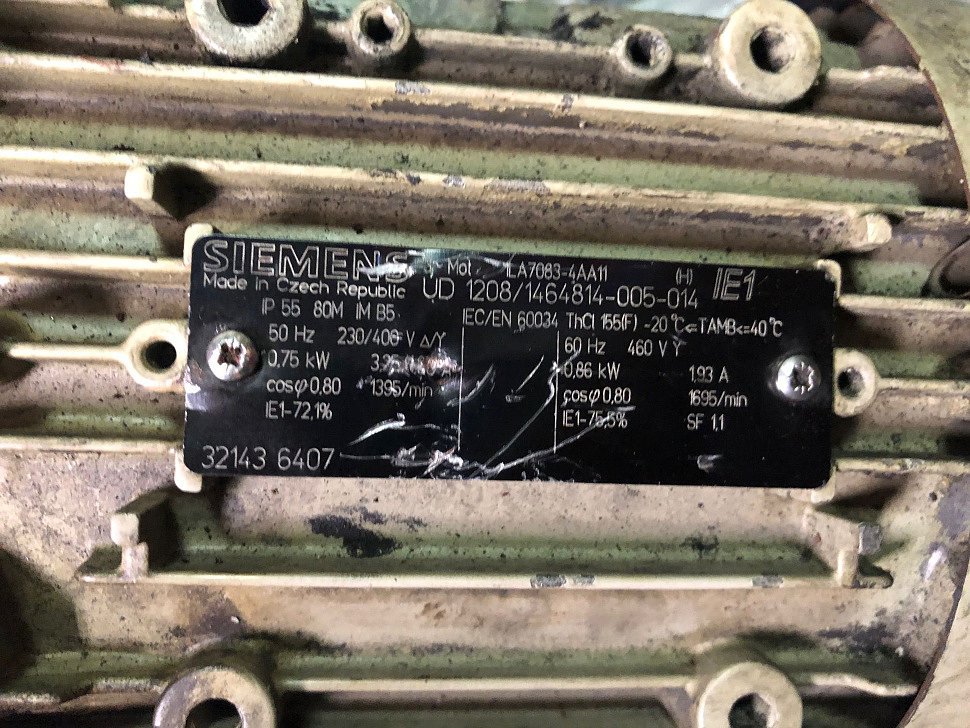 SIEMENS 3~Mot. 1LA7083-4AA11 (H) IE1
Made in Czech Republic UD 1208/1464814-005-014
IP 55 80M IM B5 IEC/EN 60034 ThCl 155(F) -20°C<=TAMB<=40°C
50 Hz 230/400 V Δ/Y
0,75 kW
cosφ 0,80 1395/min
IE1-72,1%
60 Hz 460 V Y
0,86 kW 1,93 A
cosφ 0,80 1695/min
IE1-75,5% SF 1,1
32143 6407